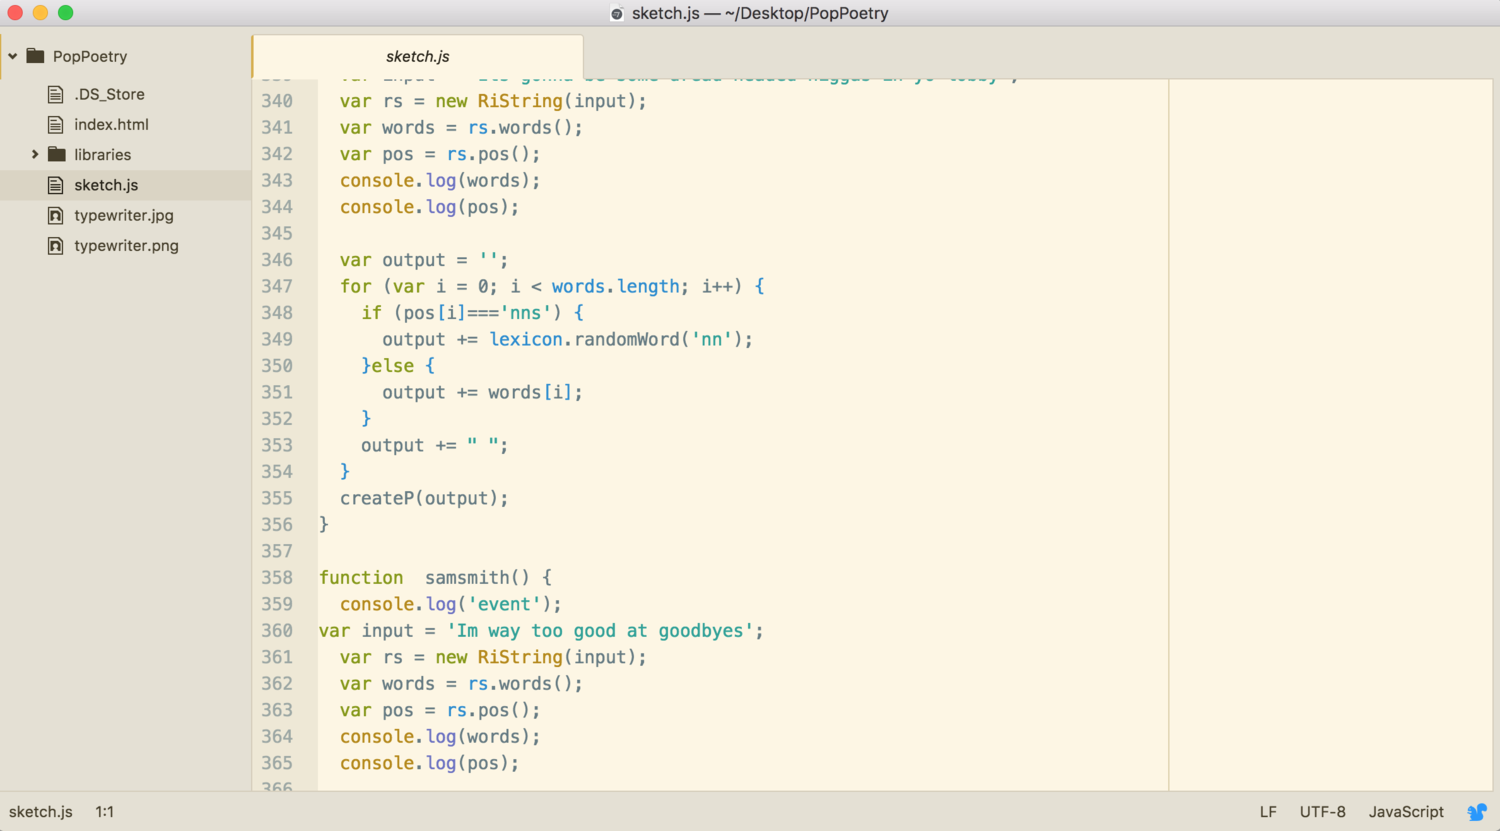 sketch.js — ~/Desktop/PopPoetry
PopPoetry
.DS_Store
index.html
libraries
sketch.js
typewriter.jpg
typewriter.png
sketch.js
340 var rs = new RiString(input);
341 var words = rs.words();
342 var pos = rs.pos();
343 console.log(words);
344 console.log(pos);
345
346 var output = '';
347 for (var i = 0; i < words.length; i++) {
348 if (pos[i]==='nns') {
349 output += lexicon.randomWord('nn');
350 }else {
351 output += words[i];
352 }
353 output += " ";
354 }
355 createP(output);
356 }
357
358 function  samsmith() {
359 console.log('event');
360 var input = 'Im way too good at goodbyes';
361 var rs = new RiString(input);
362 var words = rs.words();
363 var pos = rs.pos();
364 console.log(words);
365 console.log(pos);
366
sketch.js 1:1 LF UTF-8 JavaScript